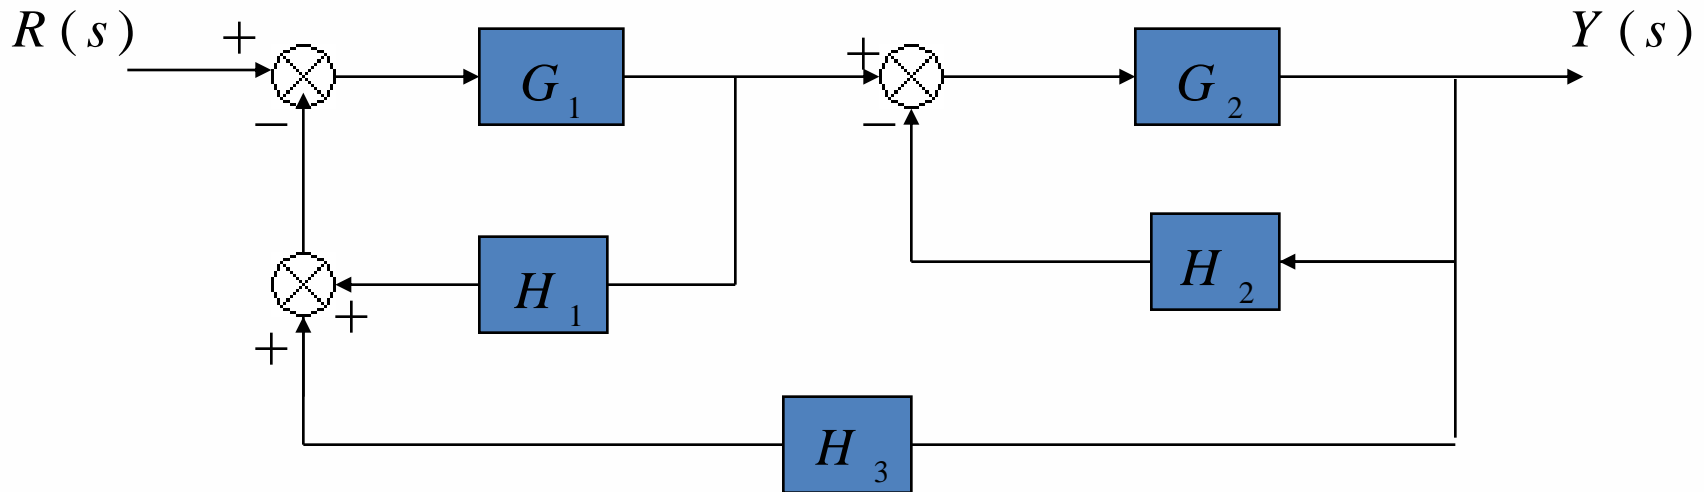 R(s) + G1 + G2 Y(s)
− −
H1 H2
+ +
H3